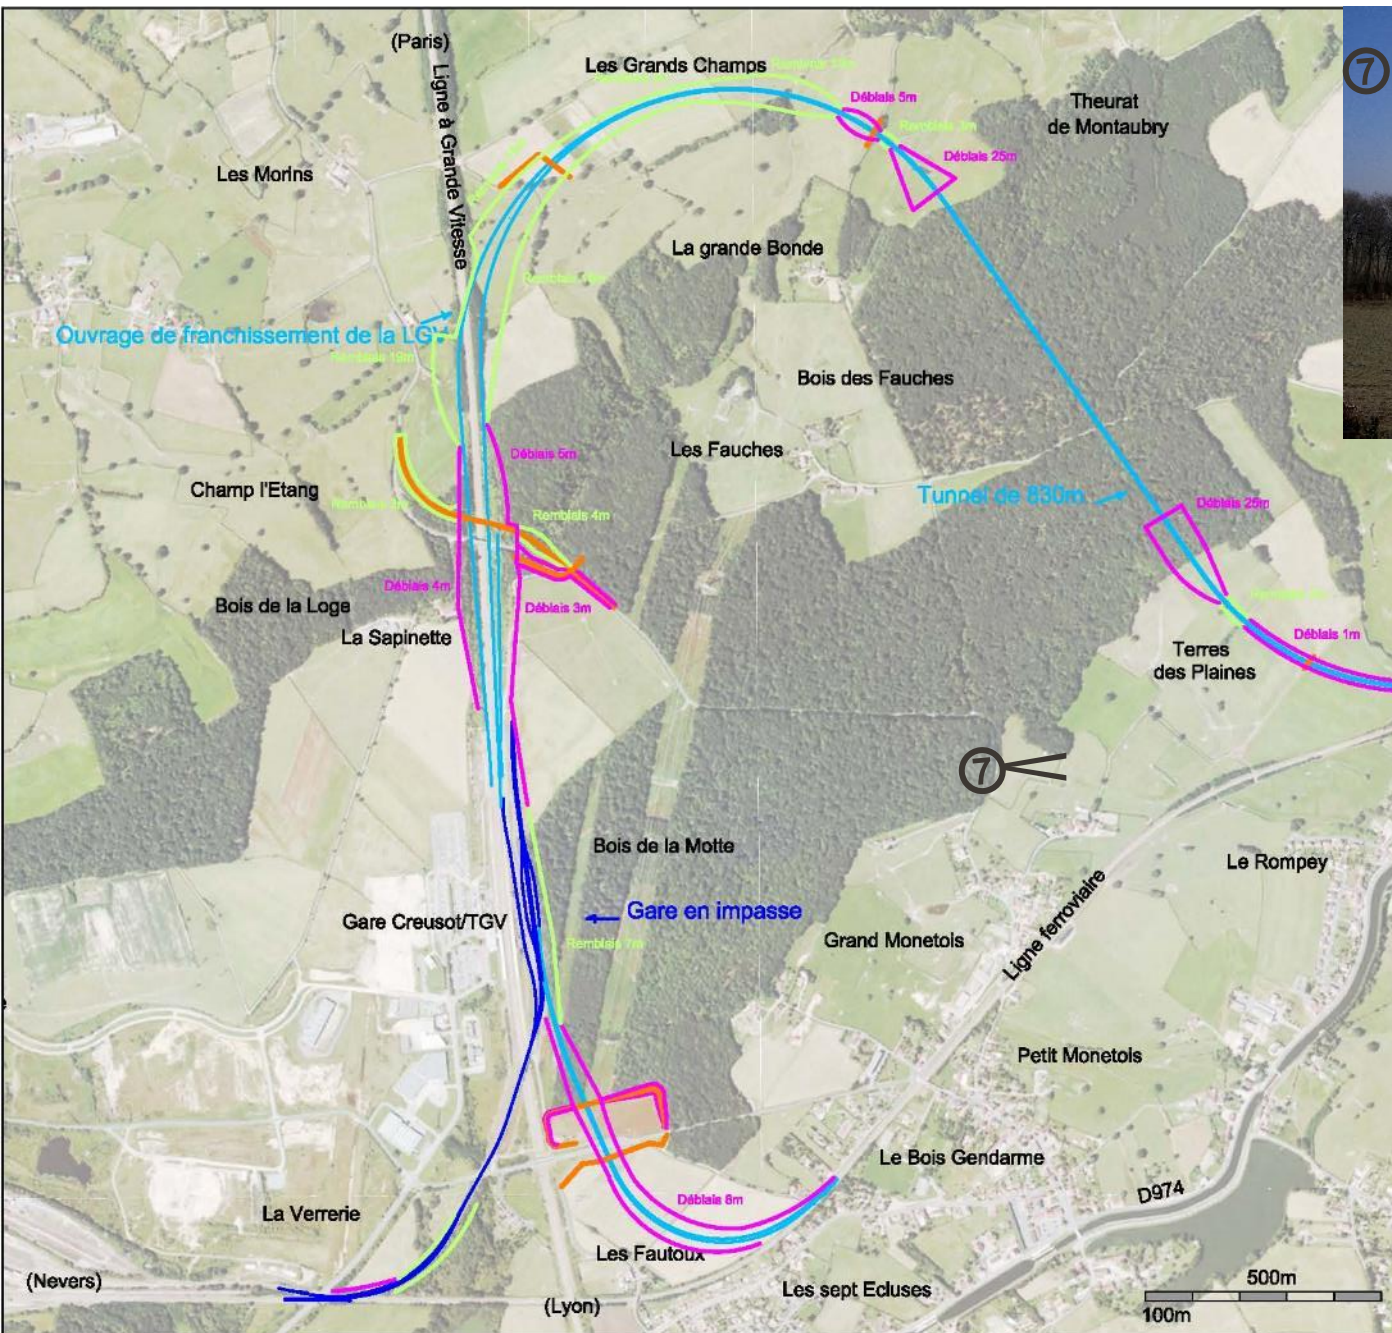 (Paris)
Ligne à Grande Vitesse
Les Grands Champs
Déblais 5m
Theurat
de Montaubry
7
Déblais 25m
Les Morins
La grande Bonde
Ouvrage de franchissement de la LGV
Remblais 19m
Bois des Fauches
Les Fauches
Déblais 5m
Champ l'Etang
Tunnel de 830m
Déblais 25m
Remblais 4m
Déblais 4m
Bois de la Loge
Déblais 3m
La Sapinette
Déblais 1m
Terres
des Plaines
7
Bois de la Motte
Le Rompey
Gare Creusot/TGV
Gare en impasse
Remblais 7m
Grand Monetois
Ligne ferroviaire
Petit Monetois
Le Bois Gendarme
D974
Déblais 6m
La Verrerie
Les Fautoux
(Nevers)
Les sept Ecluses
(Lyon)
500m
100m